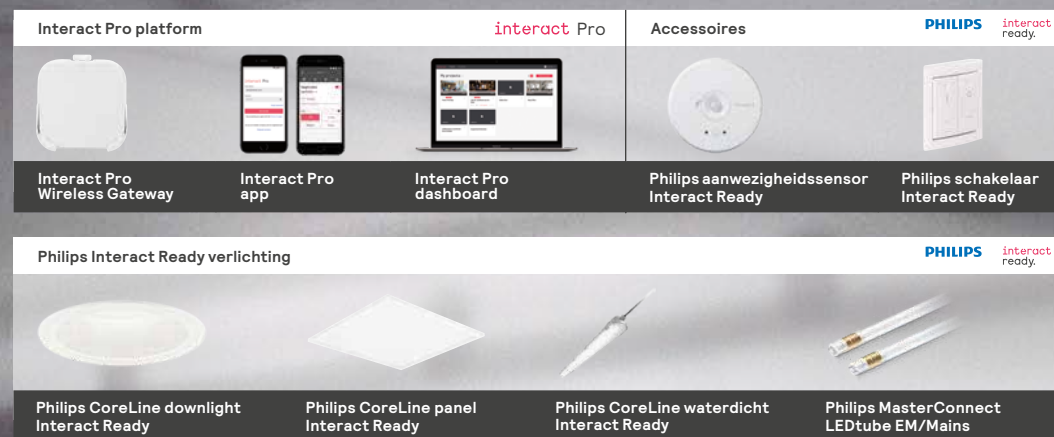 Interact Pro platform
interact Pro
Accessoires
PHILIPS
interact
ready.
Interact Pro
Wireless Gateway
Interact Pro
app
Interact Pro
dashboard
Philips aanwezigheidssensor
Interact Ready
Philips schakelaar
Interact Ready
Philips Interact Ready verlichting
PHILIPS
interact
ready.
Philips CoreLine downlight
Interact Ready
Philips CoreLine panel
Interact Ready
Philips CoreLine waterdicht
Interact Ready
Philips MasterConnect
LEDtube EM/Mains